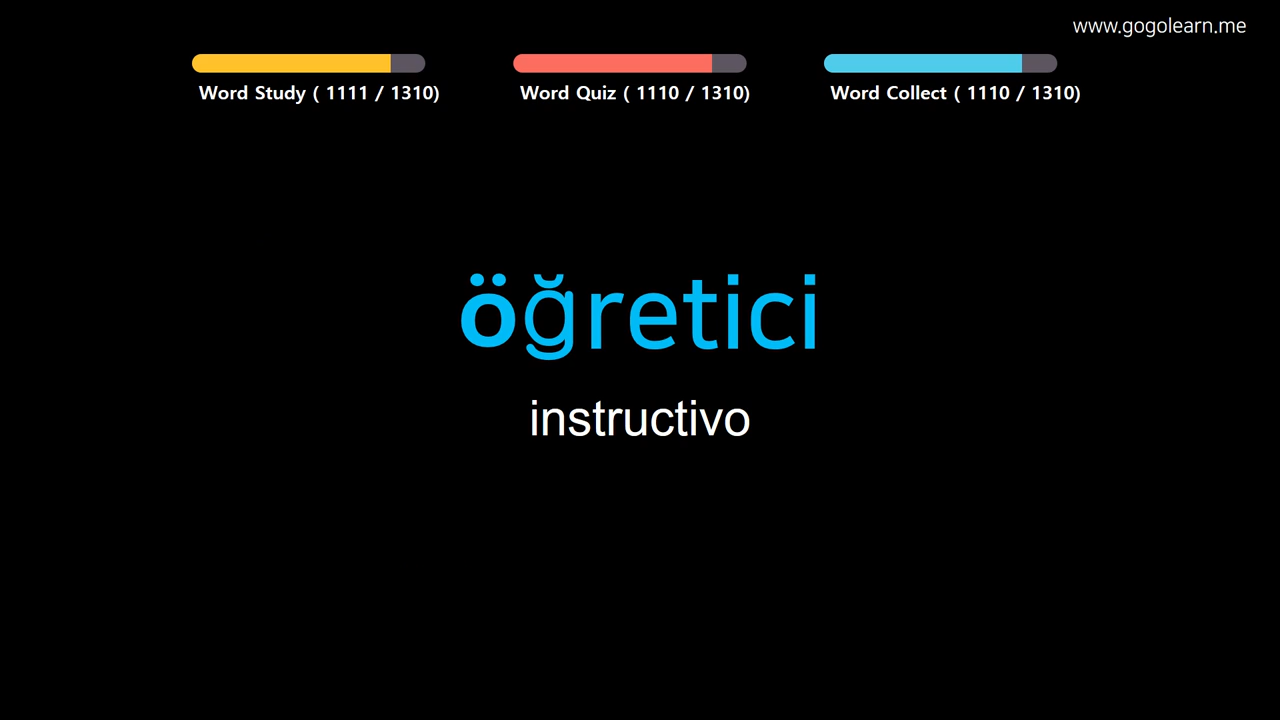 www.gogolearn.me
Word Study ( 1111 / 1310)
Word Quiz ( 1110 / 1310)
Word Collect ( 1110 / 1310)
öğretici
instructivo